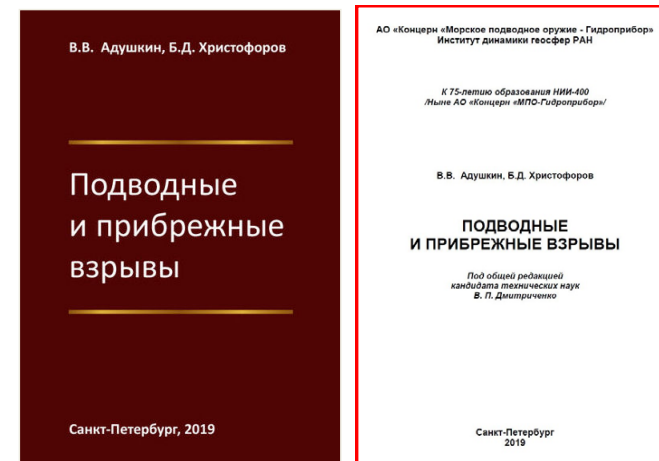 В.В. Адушкин, Б.Д. Христофоров
Подводные
и прибрежные
взрывы
Санкт-Петербург, 2019
АО «Концерн «Морское подводное оружие - Гидроприбор»
Институт динамики геосфер РАН
К 75-летию образования НИИ-400
/Ныне АО «Концерн «МПО-Гидроприбор»/
В.В. Адушкин, Б.Д. Христофоров
ПОДВОДНЫЕ
И ПРИБРЕЖНЫЕ ВЗРЫВЫ
Под общей редакцией
кандидата технических наук
В. П. Дмитриченко
Санкт-Петербург
2019